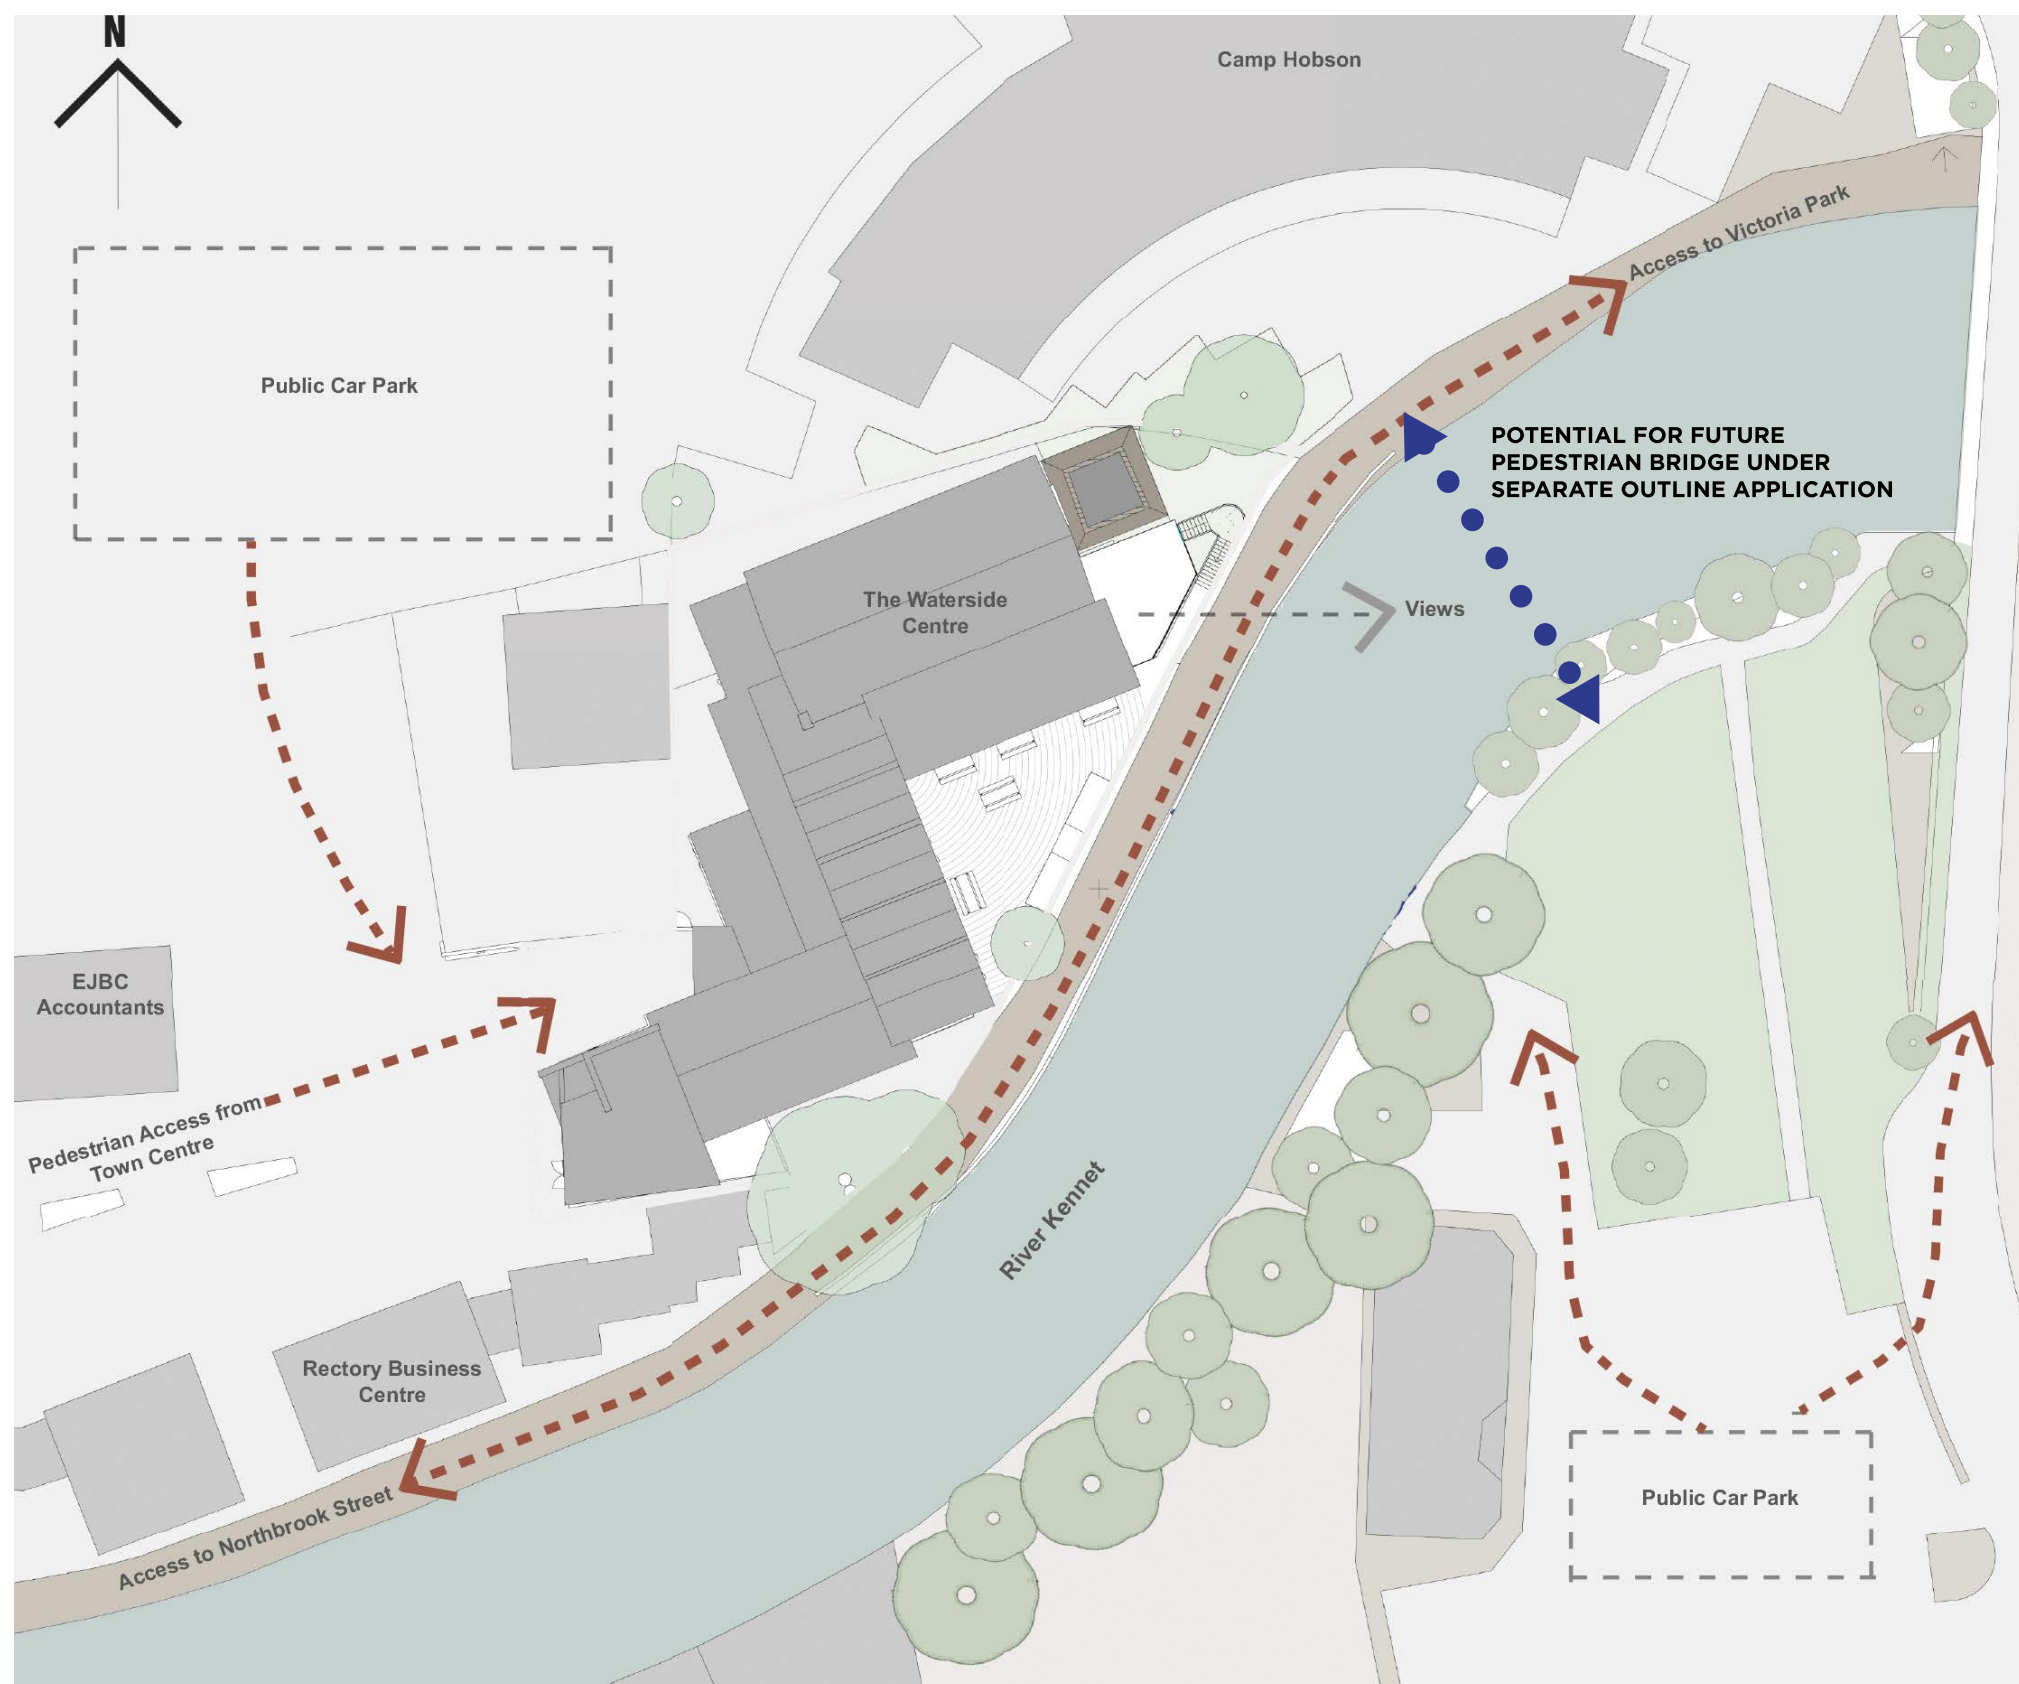 N
Camp Hobson
Access to Victoria Park
Public Car Park
POTENTIAL FOR FUTURE
PEDESTRIAN BRIDGE UNDER
SEPARATE OUTLINE APPLICATION
The Waterside
Centre
Views
EJBC
Accountants
Pedestrian Access from
Town Centre
River Kennet
Rectory Business
Centre
Access to Northbrook Street
Public Car Park